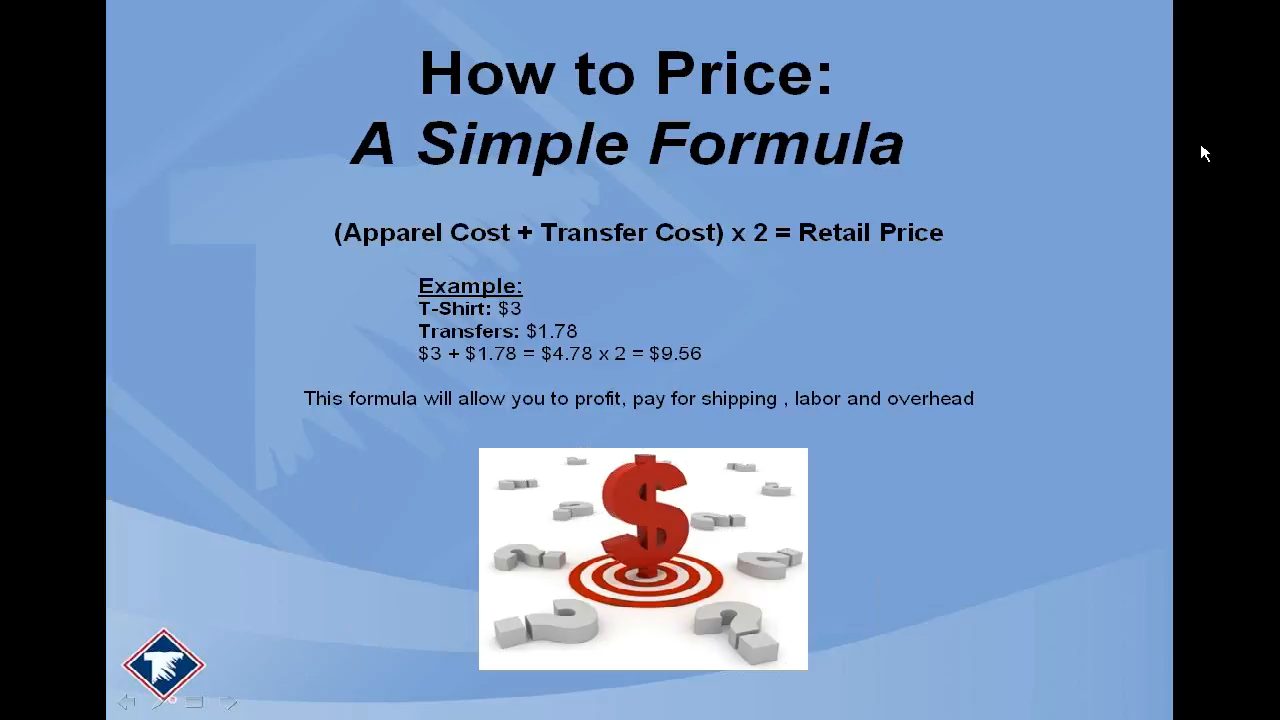 How to Price:
A Simple Formula
(Apparel Cost + Transfer Cost) x 2 = Retail Price
Example:
T-Shirt: $3
Transfers: $1.78
$3 + $1.78 = $4.78 x 2 = $9.56
This formula will allow you to profit, pay for shipping , labor and overhead